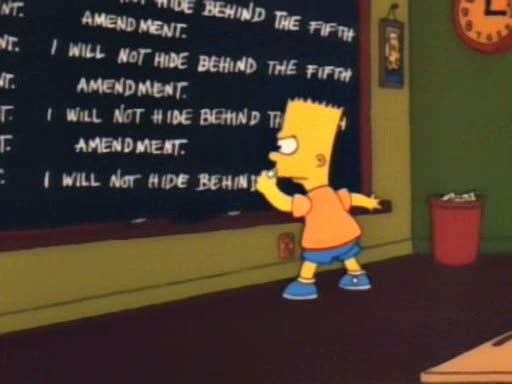 HIDE BEHIND THE FIFTH
AMENDMENT.
I WILL NOT HIDE BEHIND THE FIFTH
AMENDMENT.
I WILL NOT HIDE BEHIND
AMENDMENT.
I WILL NOT HIDE BEHIN